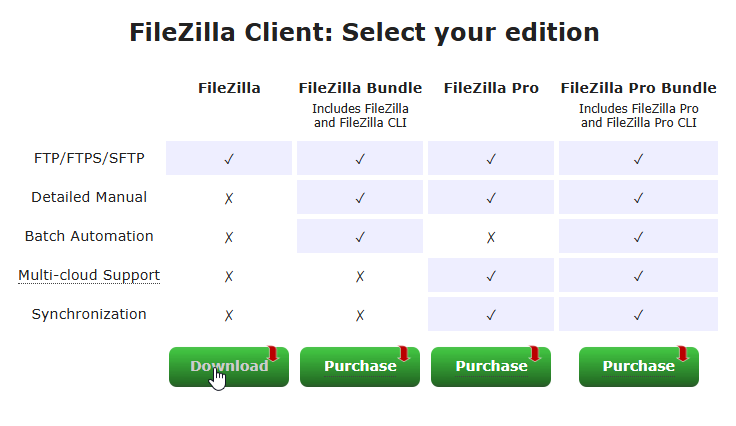 FileZilla Client: Select your edition
FileZilla FileZilla Bundle FileZilla Pro FileZilla Pro Bundle
Includes FileZilla Includes FileZilla Pro
and FileZilla CLI and FileZilla Pro CLI
FTP/FTPS/SFTP ✓ ✓ ✓ ✓
Detailed Manual ✗ ✓ ✓ ✓
Batch Automation ✗ ✓ ✗ ✓
Multi-cloud Support ✗ ✗ ✓ ✓
Synchronization ✗ ✗ ✓ ✓
Download Purchase Purchase Purchase